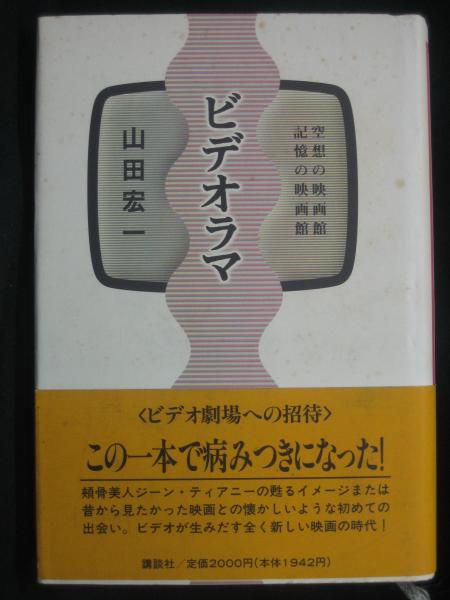 空想の映画館
記憶の映画館
ビデオラマ
山田宏一
〈ビデオ劇場への招待〉
この一本で病みつきになった!
頰骨美人ジーン・ティアニーの甦るイメージまたは
昔から見たかった映画との懐かしいような初めての
出会い。ビデオが生みだす全く新しい映画の時代!
講談社/定価2000円(本体1942円)